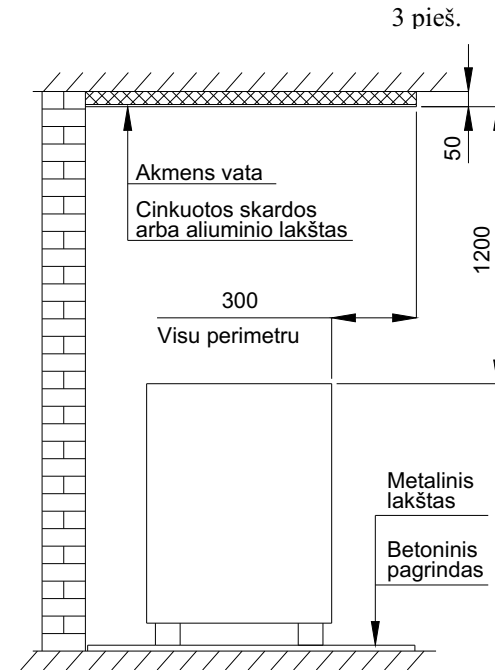 3 pieš.
50
Akmens vata
Cinkuotos skardos
arba aliuminio lakštas
1200
300
Visu perimetru
Metalinis
lakštas
Betoninis
pagrindas